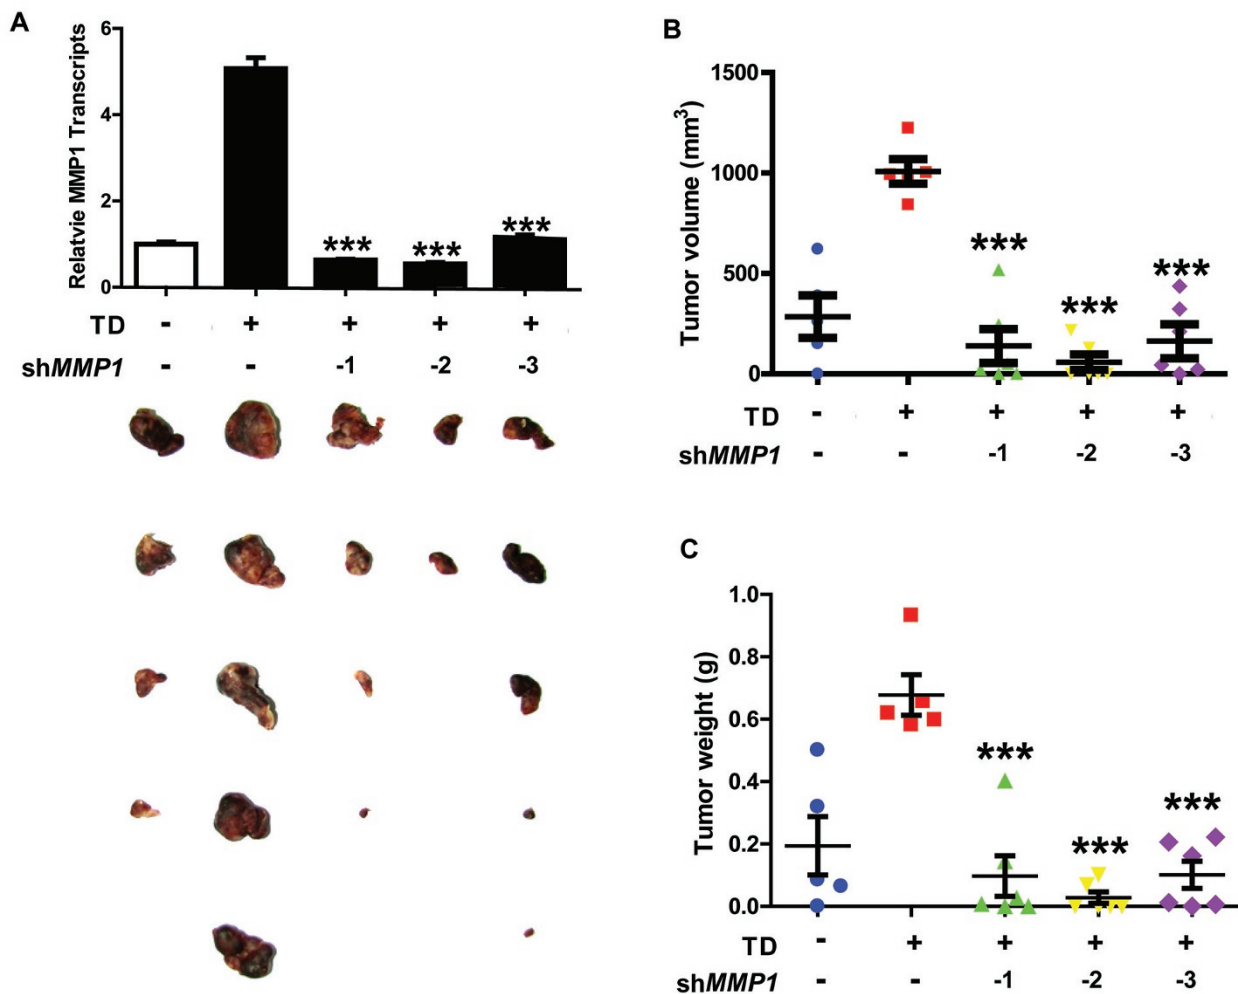 A
Relatvie MMP1 Transcripts
6
4
2
0
*** *** ***
TD - + + + +
shMMP1 - - -1 -2 -3
B
Tumor volume (mm³)
1500
1000
500
0
*** *** ***
TD - + + + +
shMMP1 - - -1 -2 -3
C
Tumor weight (g)
1.0
0.8
0.6
0.4
0.2
0.0
*** *** ***
TD - + + + +
shMMP1 - - -1 -2 -3